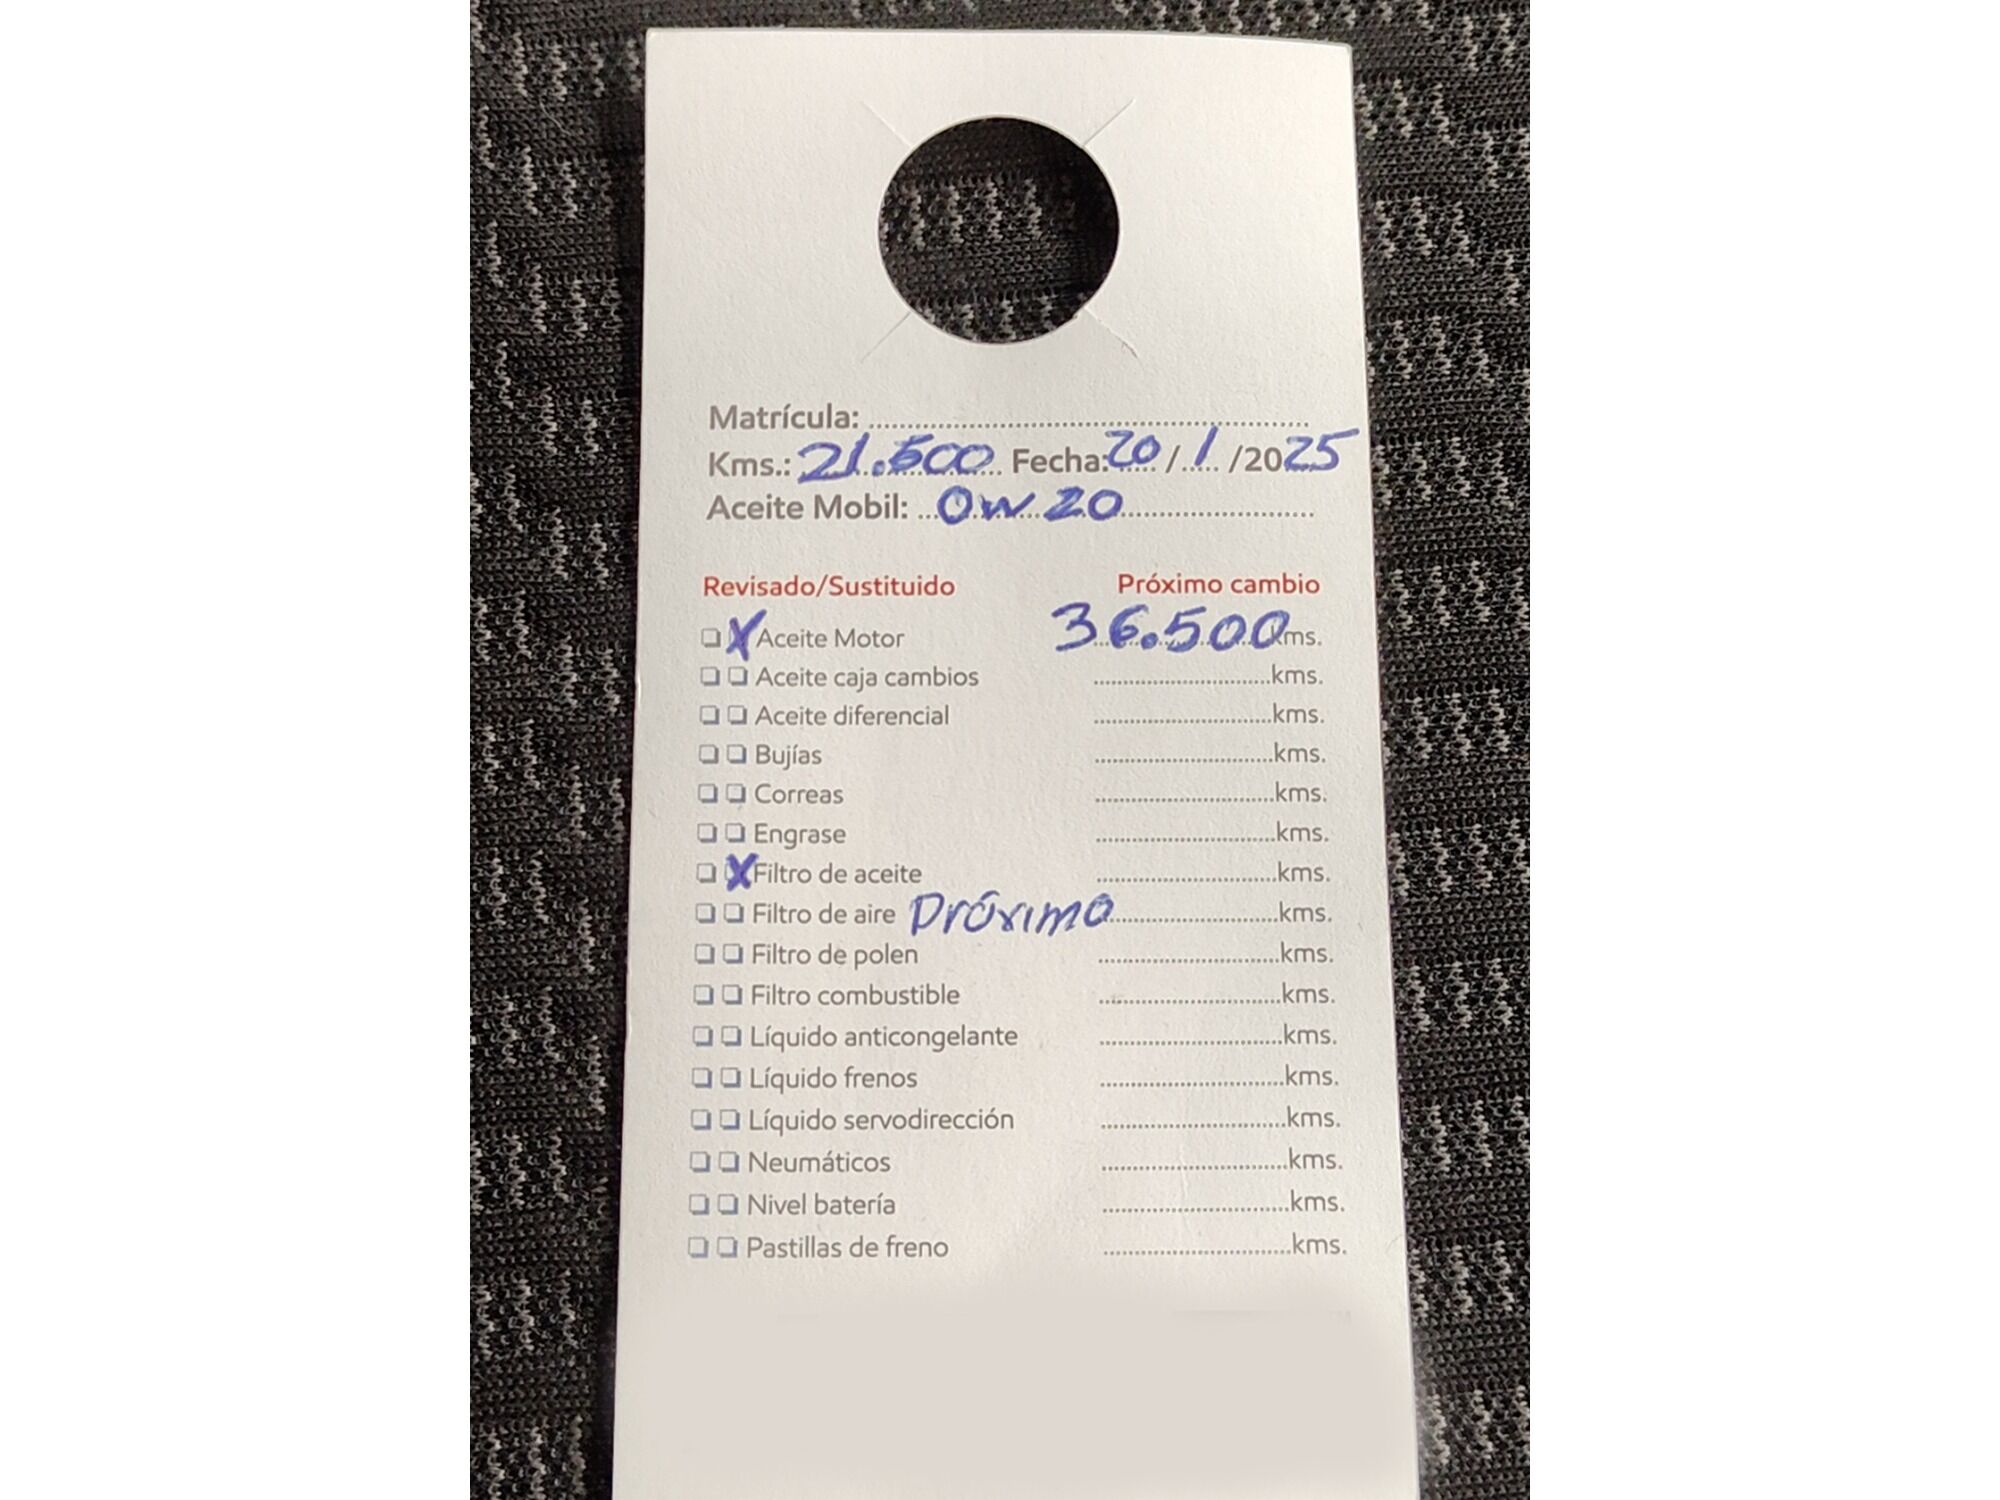 Matrícula:
Kms.: 21.500 Fecha: 20 / 1 / 2025
Aceite Mobil: 0w20
Revisado/Sustituido Próximo cambio
X Aceite Motor 36.500 kms.
Aceite caja cambios kms.
Aceite diferencial kms.
Bujías kms.
Correas kms.
Engrase kms.
X Filtro de aceite kms.
Filtro de aire Próximo kms.
Filtro de polen kms.
Filtro combustible kms.
Líquido anticongelante kms.
Líquido frenos kms.
Líquido servodirección kms.
Neumáticos kms.
Nivel batería kms.
Pastillas de freno kms.